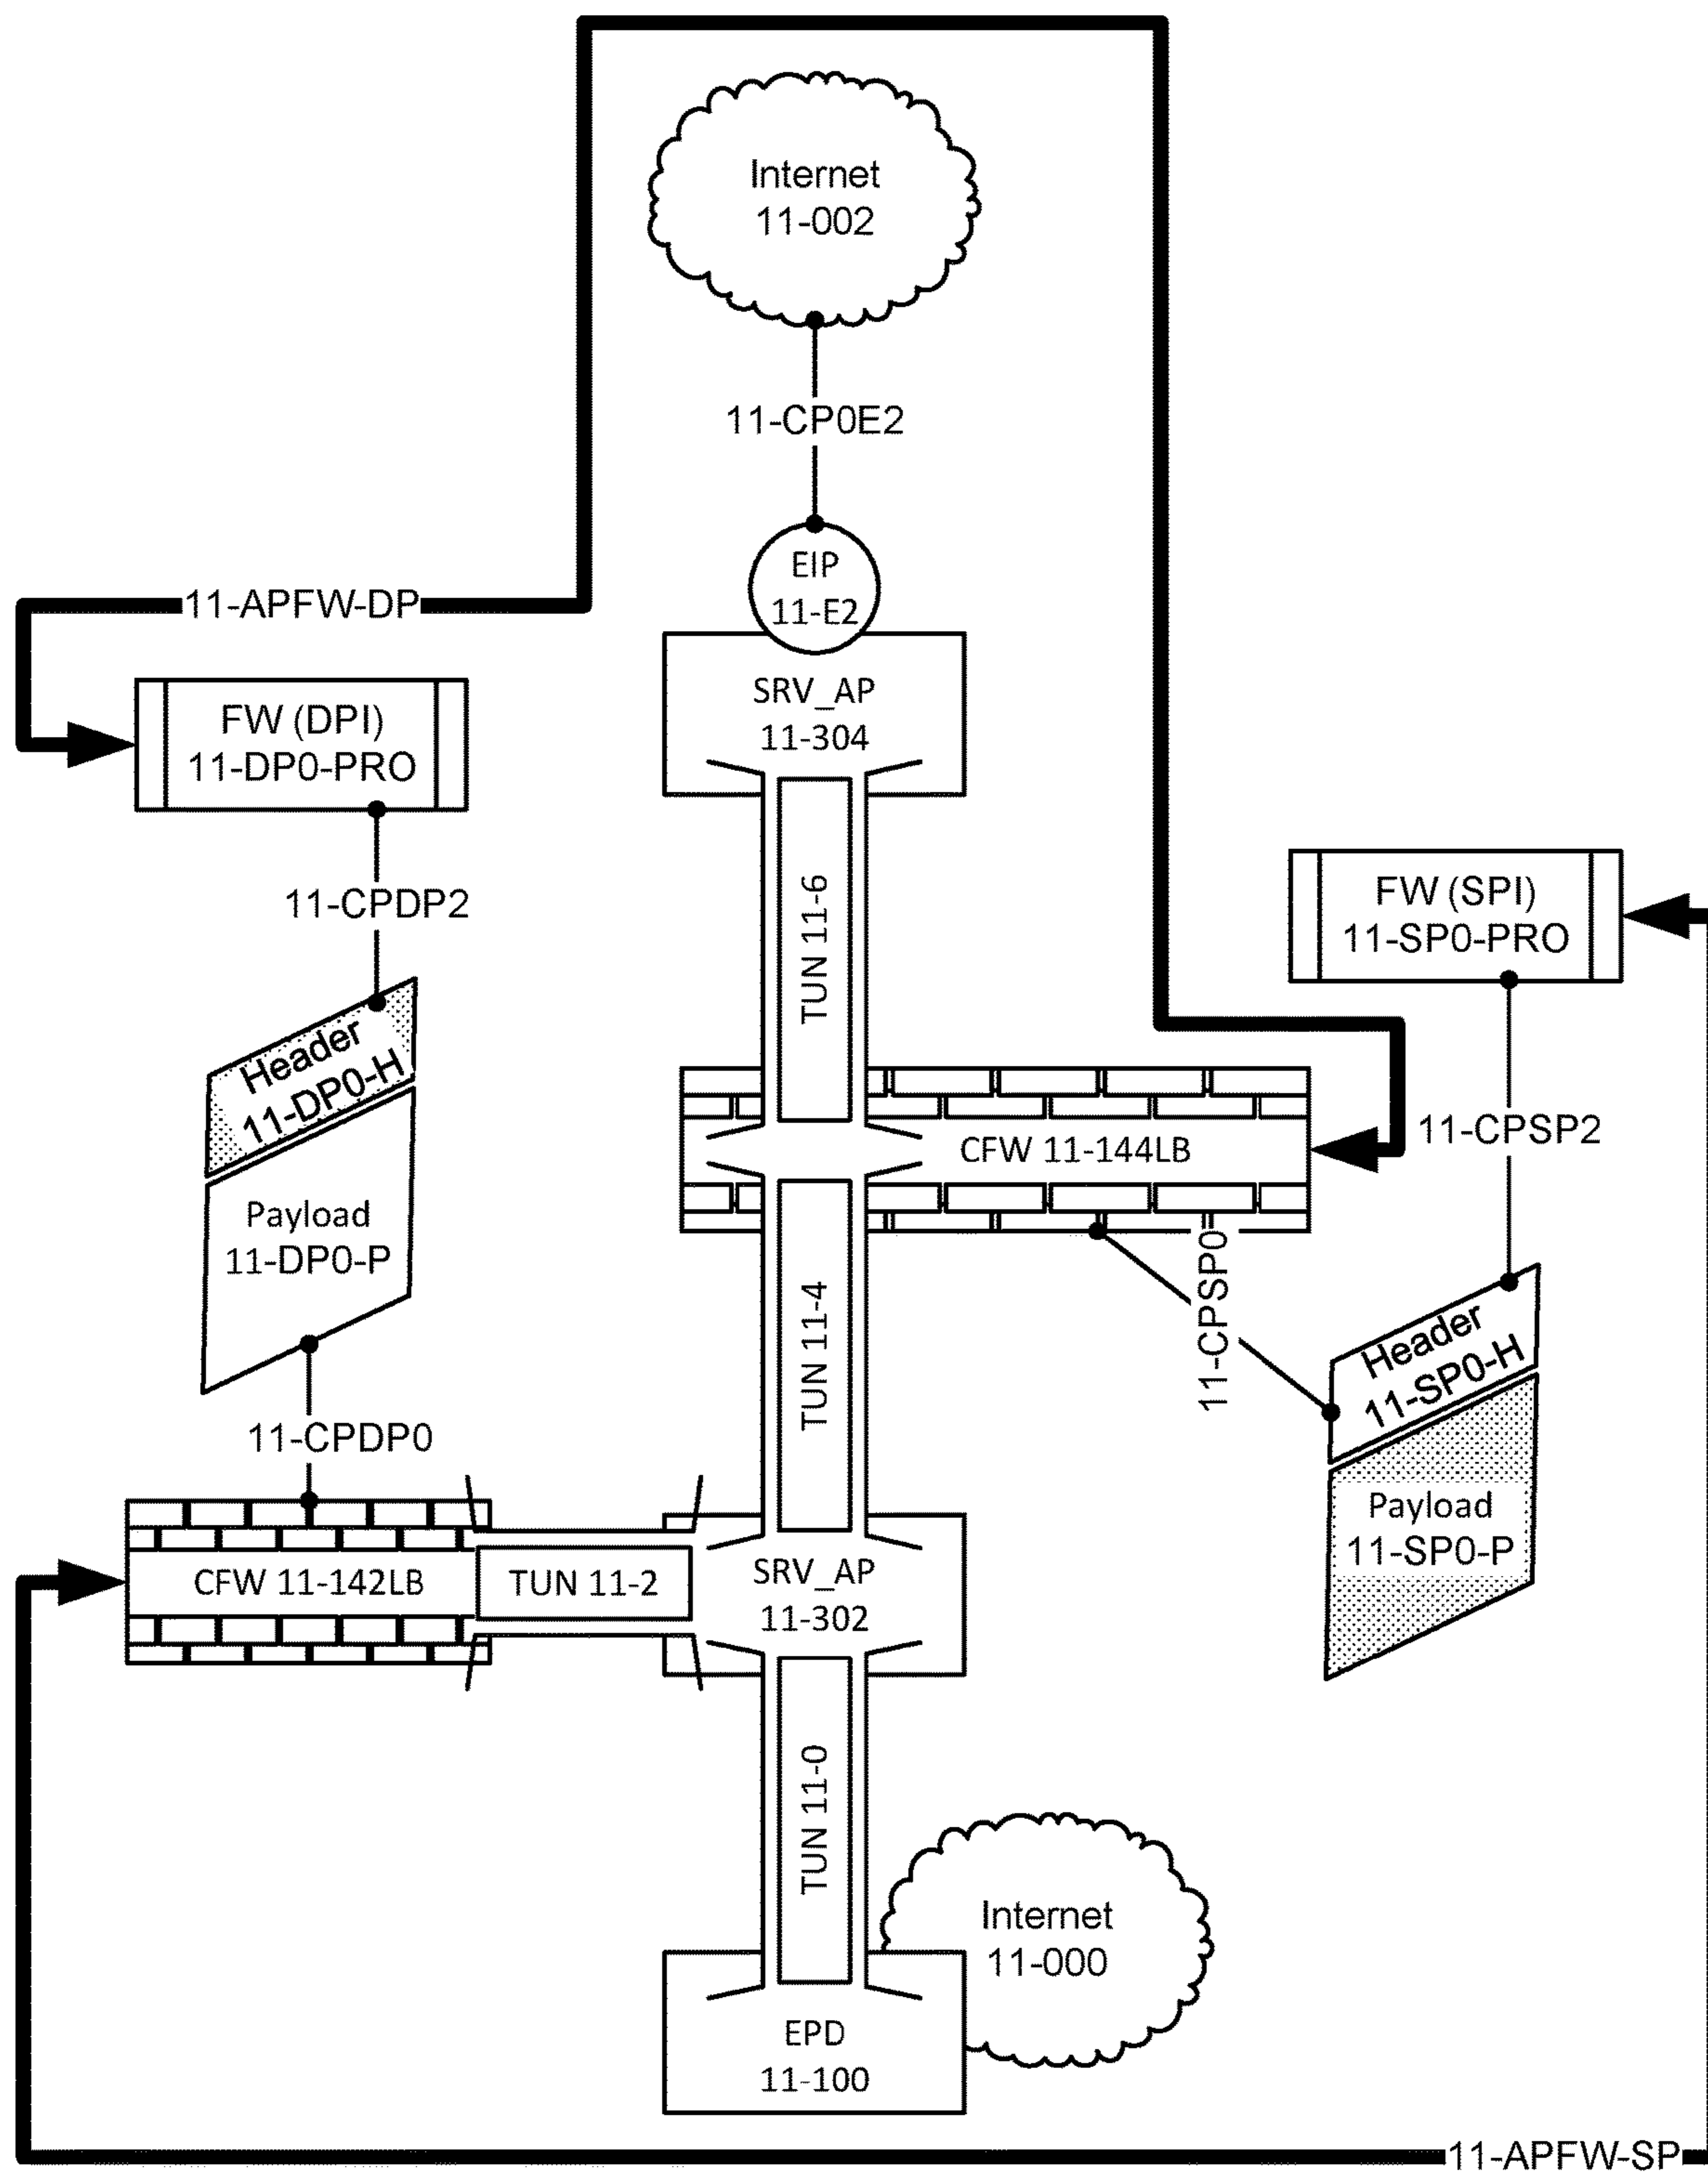 Internet
11-002
11-CP0E2
EIP
11-E2
11-APFW-DP
SRV_AP
11-304
FW (DPI)
11-DP0-PRO
TUN 11-6
FW (SPI)
11-SP0-PRO
11-CPDP2
Header
11-DP0-H
CFW 11-144LB
11-CPSP2
Payload
11-DP0-P
TUN 11-4
11-CPSP0
Header
11-SP0-H
11-CPDP0
Payload
11-SP0-P
CFW 11-142LB
TUN 11-2
SRV_AP
11-302
TUN 11-0
Internet
11-000
EPD
11-100
11-APFW-SP